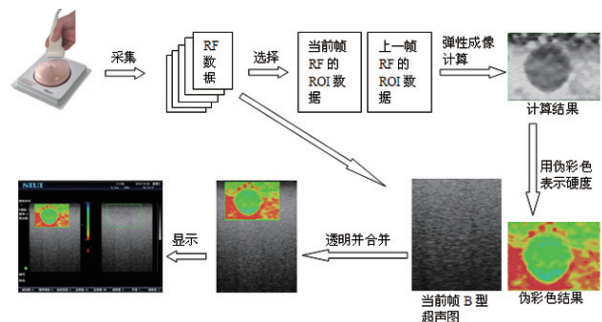 采集
RF
数
据
选择
当前帧
RF 的
ROI 数
据
上一帧
RF 的
ROI 数
据
弹性成像
计算
计算结果
用伪彩色
表示硬度
显示
透明并合并
当前帧 B 型
超声图
伪彩色结果